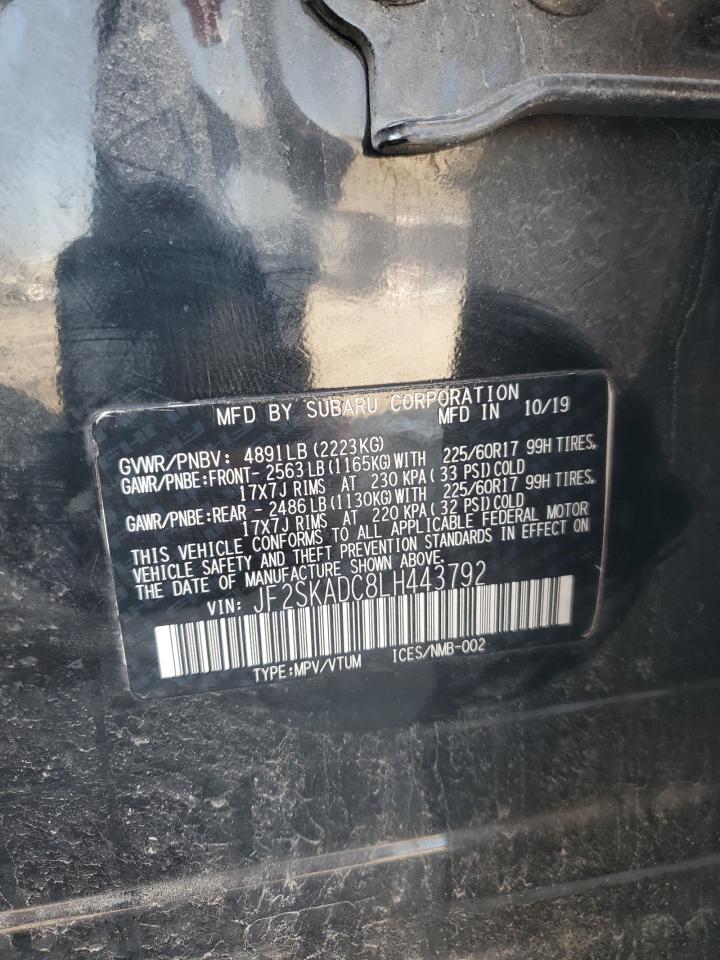 MFD BY SUBARU CORPORATION
MFD IN 10/19
GVWR/PNBV: 4891LB (2223KG)
GAWR/PNBE:FRONT- 2563LB (1165KG)WITH 225/60R17 99H TIRES,
17X7J RIMS AT 230 KPA (33 PSI)COLD
GAWR/PNBE:REAR - 2486LB (1130KG)WITH 225/60R17 99H TIRES,
17X7J RIMS AT 220 KPA (32 PSI)COLD
THIS VEHICLE CONFORMS TO ALL APPLICABLE FEDERAL MOTOR
VEHICLE SAFETY AND THEFT PREVENTION STANDARDS IN EFFECT ON
THE DATE OF MANUFACTURE SHOWN ABOVE.
VIN: JF2SKADC8LH443792
TYPE:MPV/VTUM ICES/NMB-002